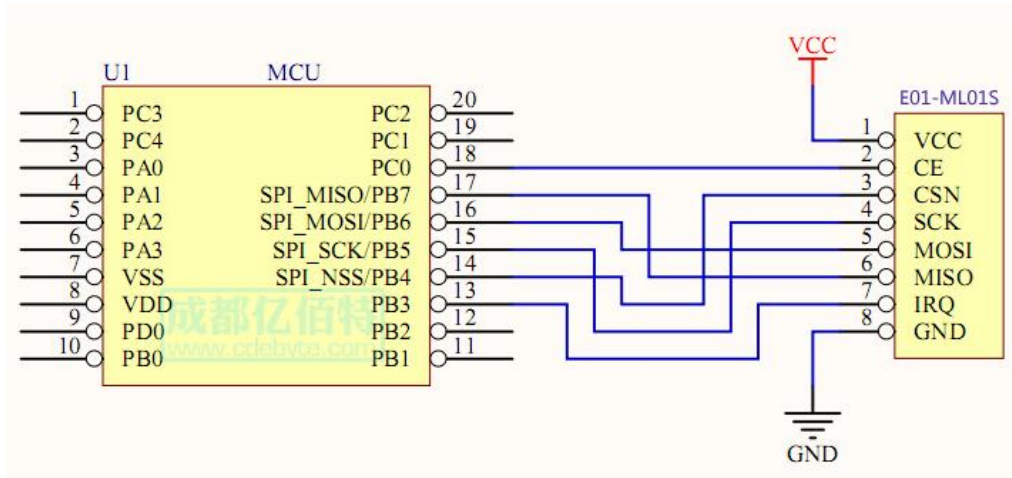 VCC
U1 MCU
E01-ML01S
1 PC3 PC2 20
2 PC4 PC1 19
3 PA0 PC0 18
4 PA1 SPI_MISO/PB7 17
5 PA2 SPI_MOSI/PB6 16
6 PA3 SPI_SCK/PB5 15
7 VSS SPI_NSS/PB4 14
8 VDD PB3 13
9 PD0 PB2 12
10 PB0 PB1 11
1 VCC
2 CE
3 CSN
4 SCK
5 MOSI
6 MISO
7 IRQ
8 GND
GND
成都亿佰特
www.cdebyte.com